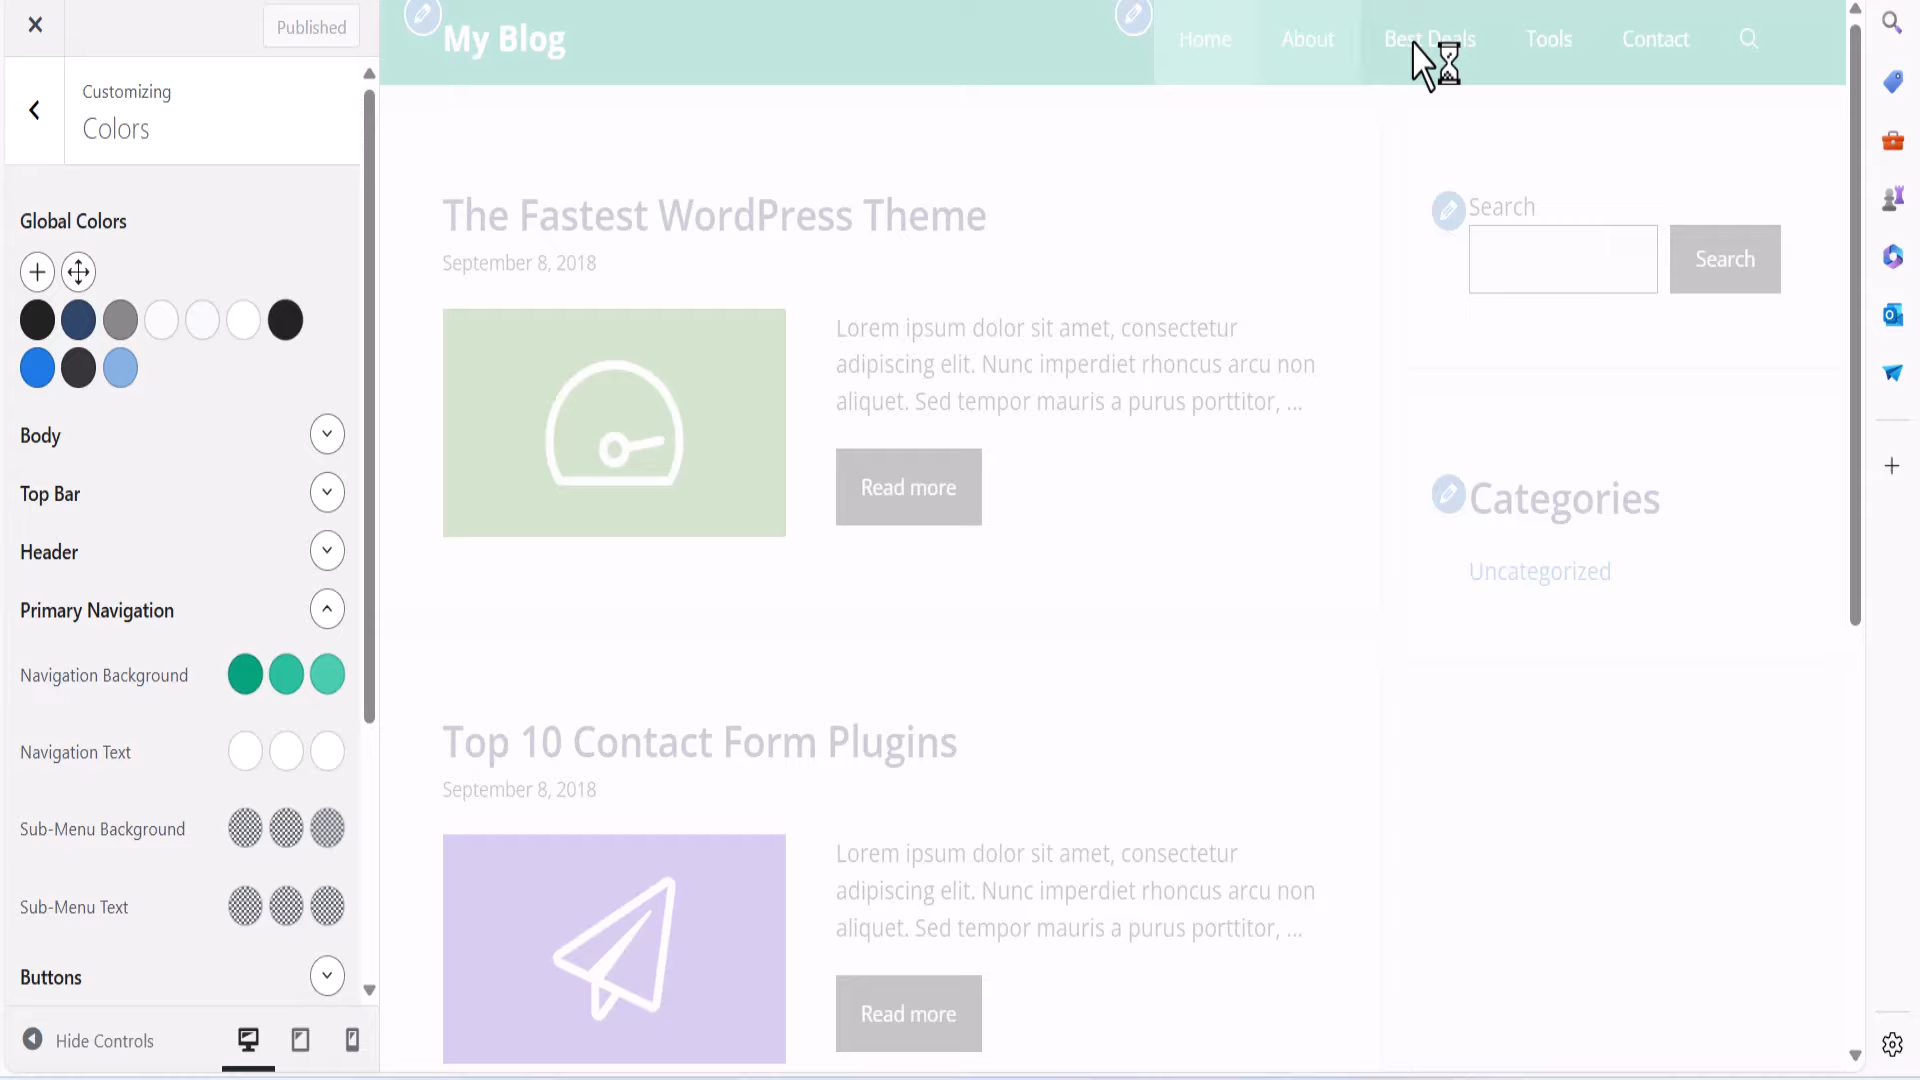 Published
Customizing
Colors
Global Colors
Body
Top Bar
Header
Primary Navigation
Navigation Background
Navigation Text
Sub-Menu Background
Sub-Menu Text
Buttons
Hide Controls
My Blog
Home
About
Best Deals
Tools
Contact
The Fastest WordPress Theme
September 8, 2018
Lorem ipsum dolor sit amet, consectetur
adipiscing elit. Nunc imperdiet rhoncus arcu non
aliquet. Sed tempor mauris a purus porttitor, ...
Read more
Top 10 Contact Form Plugins
September 8, 2018
Lorem ipsum dolor sit amet, consectetur
adipiscing elit. Nunc imperdiet rhoncus arcu non
aliquet. Sed tempor mauris a purus porttitor, ...
Read more
Search
Search
Categories
Uncategorized